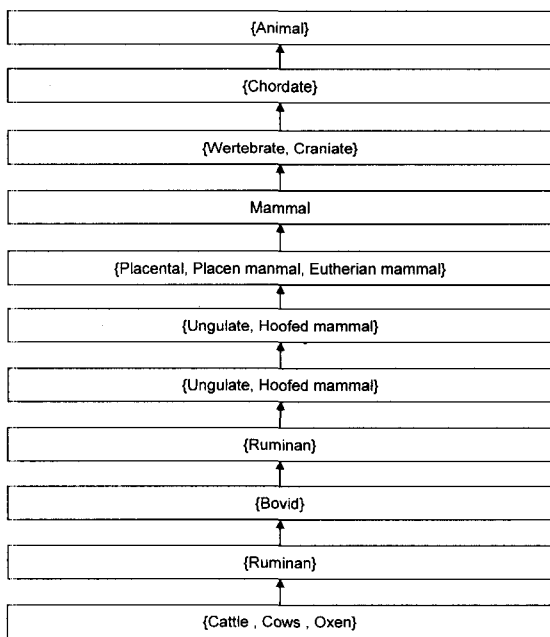 {Animal}
{Chordate}
{Wertebrate, Craniate}
Mammal
{Placental, Placen manmal, Eutherian mammal}
{Ungulate, Hoofed mammal}
{Ungulate, Hoofed mammal}
{Ruminan}
{Bovid}
{Ruminan}
{Cattle , Cows , Oxen}